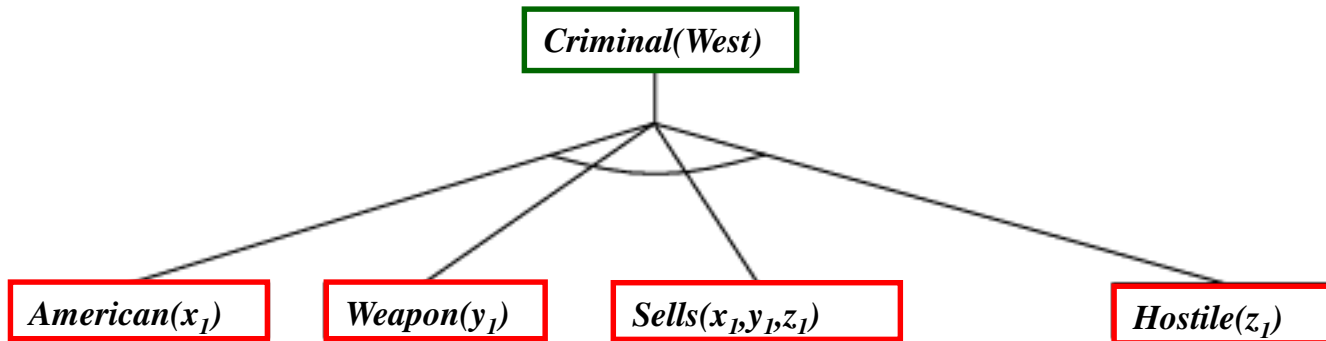 Criminal(West)
American(x₁)
Weapon(y₁)
Sells(x₁,y₁,z₁)
Hostile(z₁)